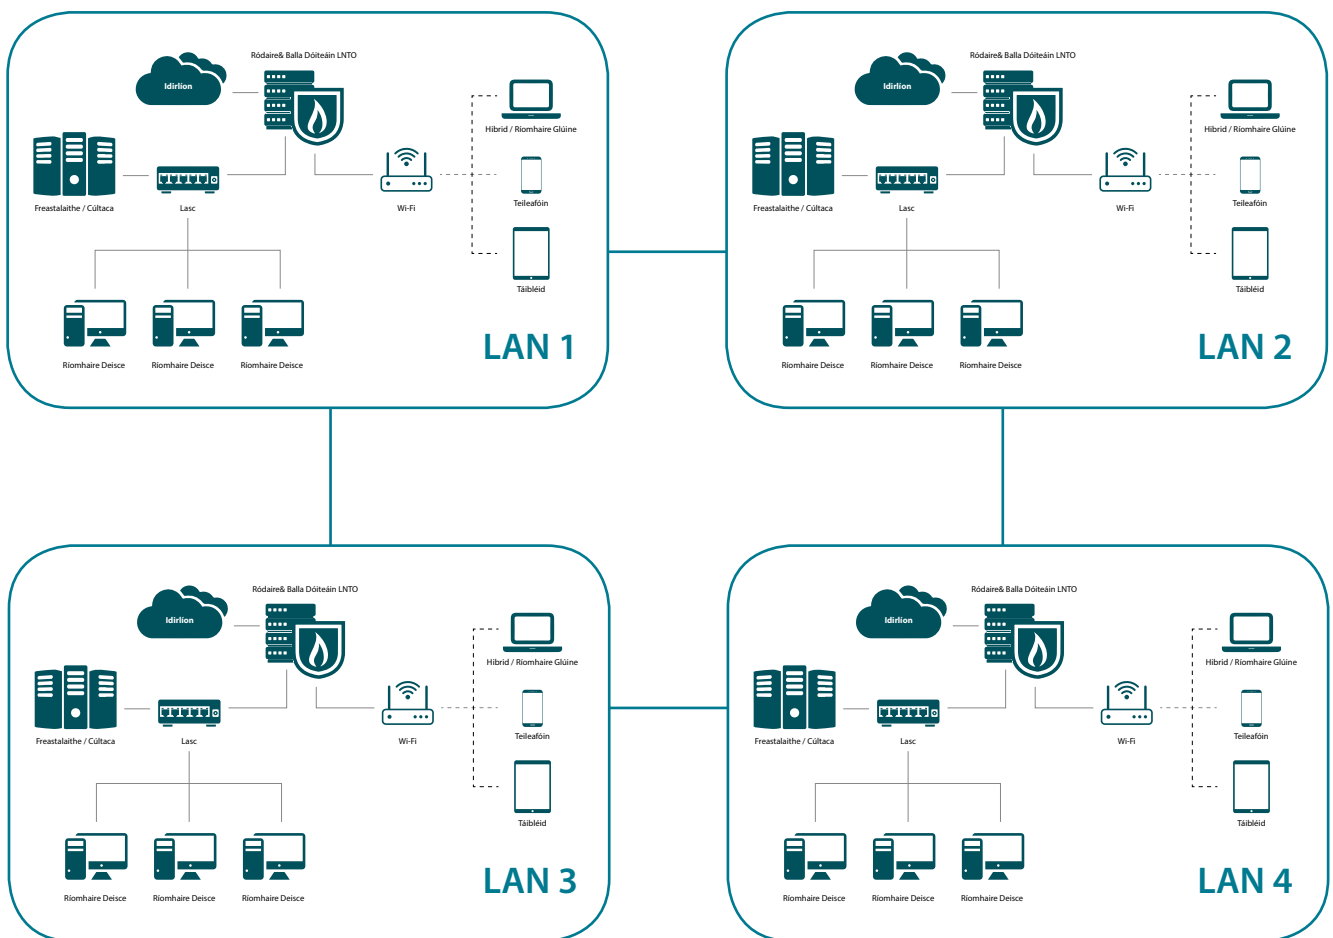 Ródaire& Balla Dóiteáin LNTO
Idirlíon
Hibrid / Ríomhaire Glúine
Freastalaithe / Cúltaca
Lasc
Wi-Fi
Teileafóin
Táibléid
Ríomhaire Deisce
Ríomhaire Deisce
Ríomhaire Deisce
LAN 1
Ródaire& Balla Dóiteáin LNTO
Idirlíon
Hibrid / Ríomhaire Glúine
Freastalaithe / Cúltaca
Lasc
Wi-Fi
Teileafóin
Táibléid
Ríomhaire Deisce
Ríomhaire Deisce
Ríomhaire Deisce
LAN 2
Ródaire& Balla Dóiteáin LNTO
Idirlíon
Hibrid / Ríomhaire Glúine
Freastalaithe / Cúltaca
Lasc
Wi-Fi
Teileafóin
Táibléid
Ríomhaire Deisce
Ríomhaire Deisce
Ríomhaire Deisce
LAN 3
Ródaire& Balla Dóiteáin LNTO
Idirlíon
Hibrid / Ríomhaire Glúine
Freastalaithe / Cúltaca
Lasc
Wi-Fi
Teileafóin
Táibléid
Ríomhaire Deisce
Ríomhaire Deisce
Ríomhaire Deisce
LAN 4